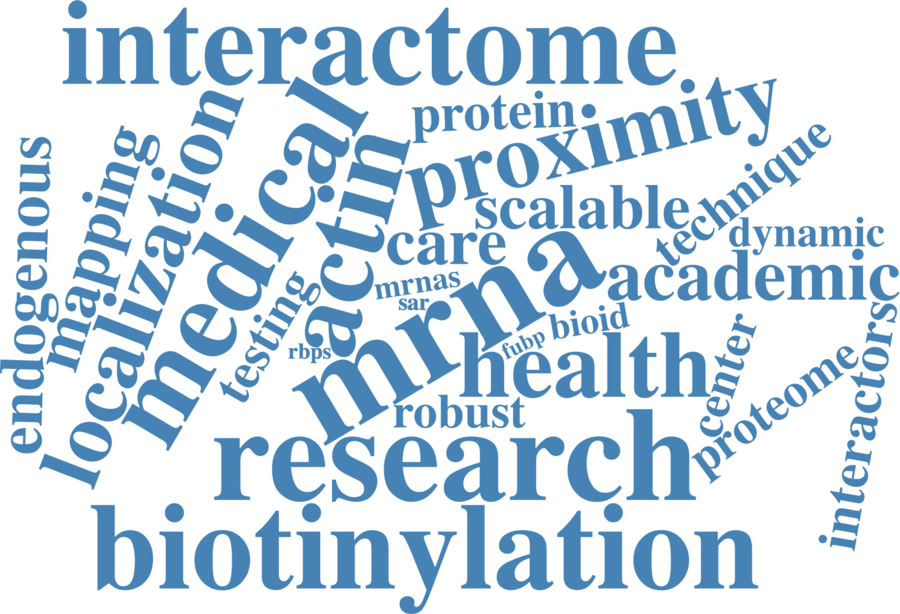 interactome
protein
proximity
technique
endogenous
mapping
localization
medical
actin
scalable
care
dynamic
mrnas
sar
mrna
academic
testing
rbps
fubp
bioid
health
center
proteome
interactors
robust
research
biotinylation